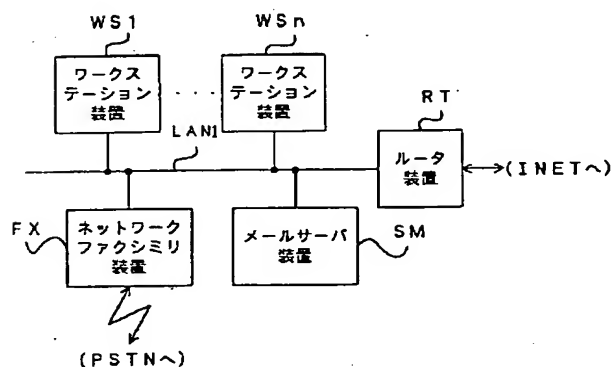 WS1
WSn
ワークス
テーション
装置
ワークス
テーション
装置
RT
LAN1
ルータ
装置
(INETへ)
FX
ネットワーク
ファクシミリ
装置
メールサーバ
装置
SM
(PSTNへ)